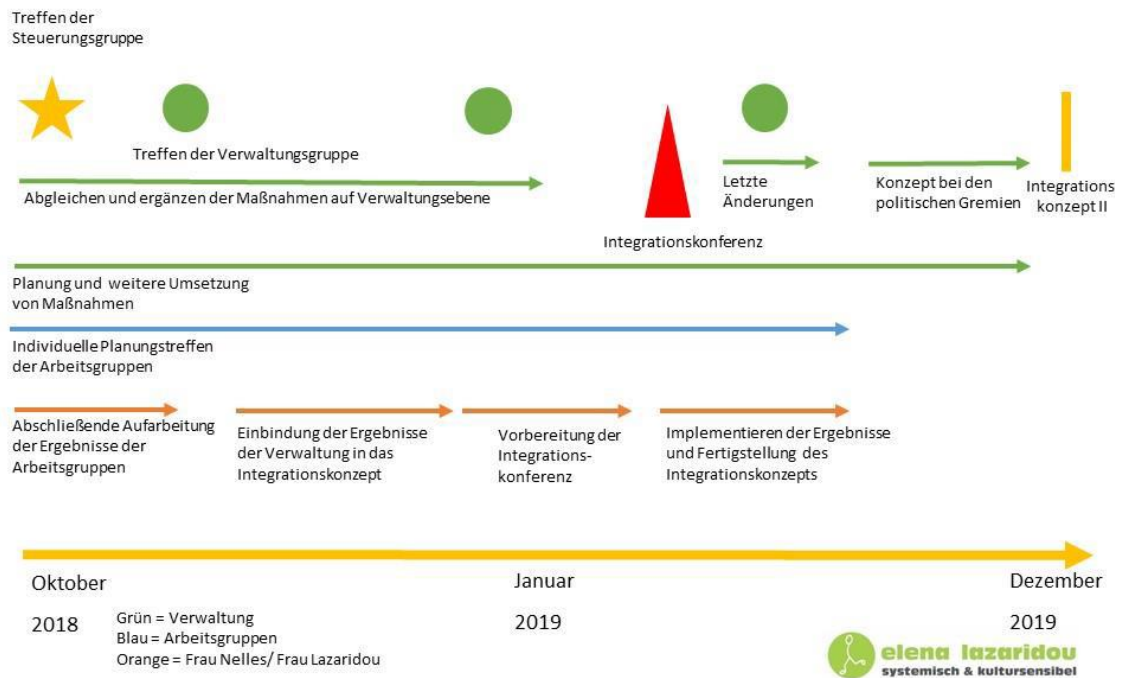 Treffen der
Steuerungsgruppe
Treffen der Verwaltungsgruppe
Abgleichen und ergänzen der Maßnahmen auf Verwaltungsebene
Letzte
Änderungen
Konzept bei den
politischen Gremien
Integrations
konzept II
Integrationskonferenz
Planung und weitere Umsetzung
von Maßnahmen
Individuelle Planungstreffen
der Arbeitsgruppen
Abschließende Aufarbeitung
der Ergebnisse der
Arbeitsgruppen
Einbindung der Ergebnisse
der Verwaltung in das
Integrationskonzept
Vorbereitung der
Integrations-
konferenz
Implementieren der Ergebnisse
und Fertigstellung des
Integrationskonzepts
Oktober
2018
Januar
2019
Dezember
2019
Grün = Verwaltung
Blau = Arbeitsgruppen
Orange = Frau Nelles/ Frau Lazaridou
elena lazaridou
systemisch & kultursensibel